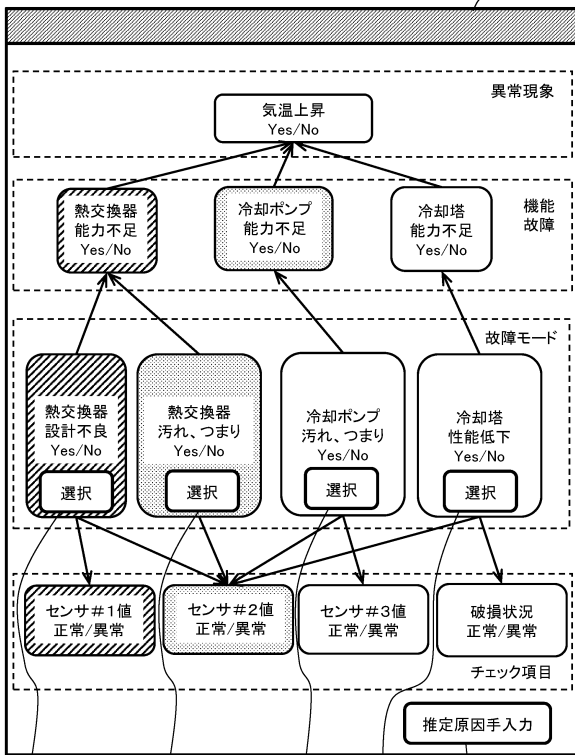 異常現象
気温上昇
Yes/No
熱交換器
能力不足
Yes/No
冷却ポンプ
能力不足
Yes/No
冷却塔
能力不足
Yes/No
機能
故障
故障モード
熱交換器
設計不良
Yes/No
選択
熱交換器
汚れ、つまり
Yes/No
選択
冷却ポンプ
汚れ、つまり
Yes/No
選択
冷却塔
性能低下
Yes/No
選択
センサ#1値
正常/異常
センサ#2値
正常/異常
センサ#3値
正常/異常
破損状況
正常/異常
チェック項目
推定原因手入力